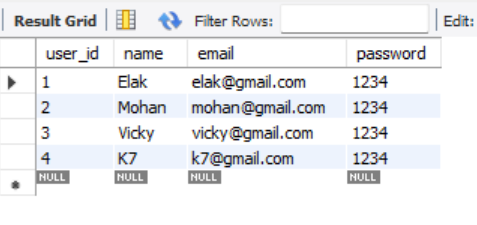 Result Grid Filter Rows: Edit:
user_id name email password
1 Elak elak@gmail.com 1234
2 Mohan mohan@gmail.com 1234
3 Vicky vicky@gmail.com 1234
4 K7 k7@gmail.com 1234
NULL NULL NULL NULL